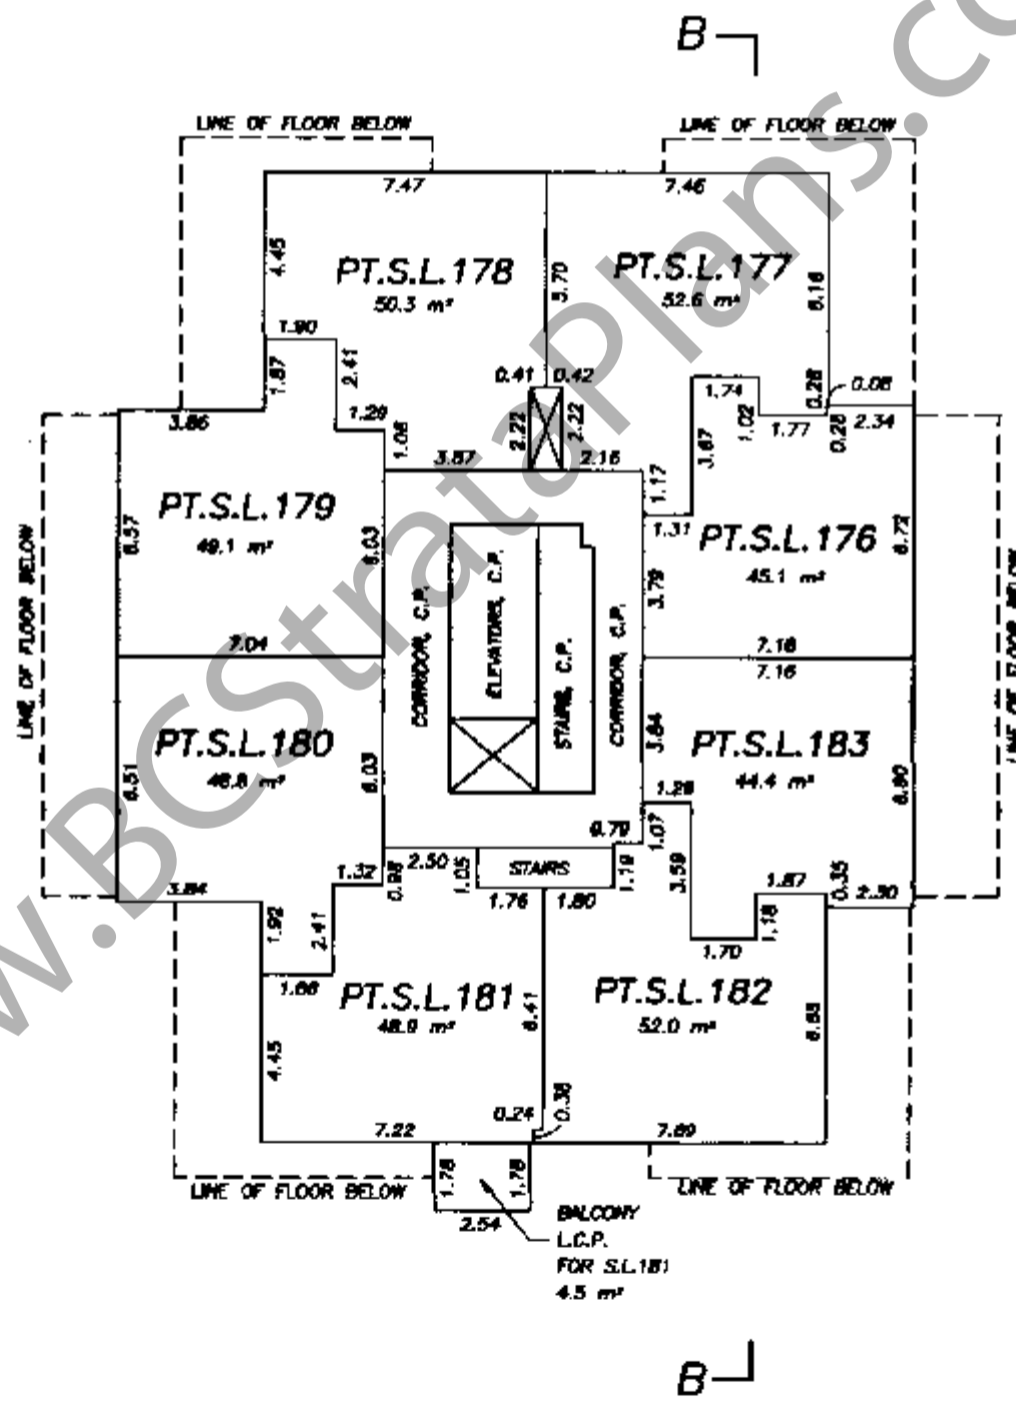 B
LINE OF FLOOR BELOW
LINE OF FLOOR BELOW
7.47
7.46
4.45
PT.S.L.178
50.3 m²
5.70
PT.S.L.177
52.6 m²
6.16
1.90
1.87
2.41
0.41
0.42
1.74
0.28
0.08
3.86
1.29
1.08
2.22
2.22
3.67
1.02
1.77
0.28
2.34
3.87
2.16
1.17
PT.S.L.179
49.1 m²
6.57
6.03
1.31
PT.S.L.176
45.1 m²
6.72
3.79
LINE OF FLOOR BELOW
CORRIDOR, C.P.
ELEVATORS, C.P.
STAIRS, C.P.
CORRIDOR, C.P.
LINE OF FLOOR BELOW
7.04
7.16
7.16
PT.S.L.180
48.8 m²
6.51
6.03
3.84
PT.S.L.183
44.4 m²
6.90
1.29
0.79
1.07
2.50
1.05
STAIRS
1.19
3.59
1.32
0.98
1.76
1.80
1.87
0.35
2.30
3.84
1.92
2.41
1.18
1.70
1.86
PT.S.L.181
48.9 m²
6.41
PT.S.L.182
52.0 m²
6.65
4.45
0.24
0.38
7.22
7.69
LINE OF FLOOR BELOW
1.78
1.78
LINE OF FLOOR BELOW
2.54
BALCONY
L.C.P.
FOR S.L.181
4.5 m²
B
w.BCStrataPlans.co